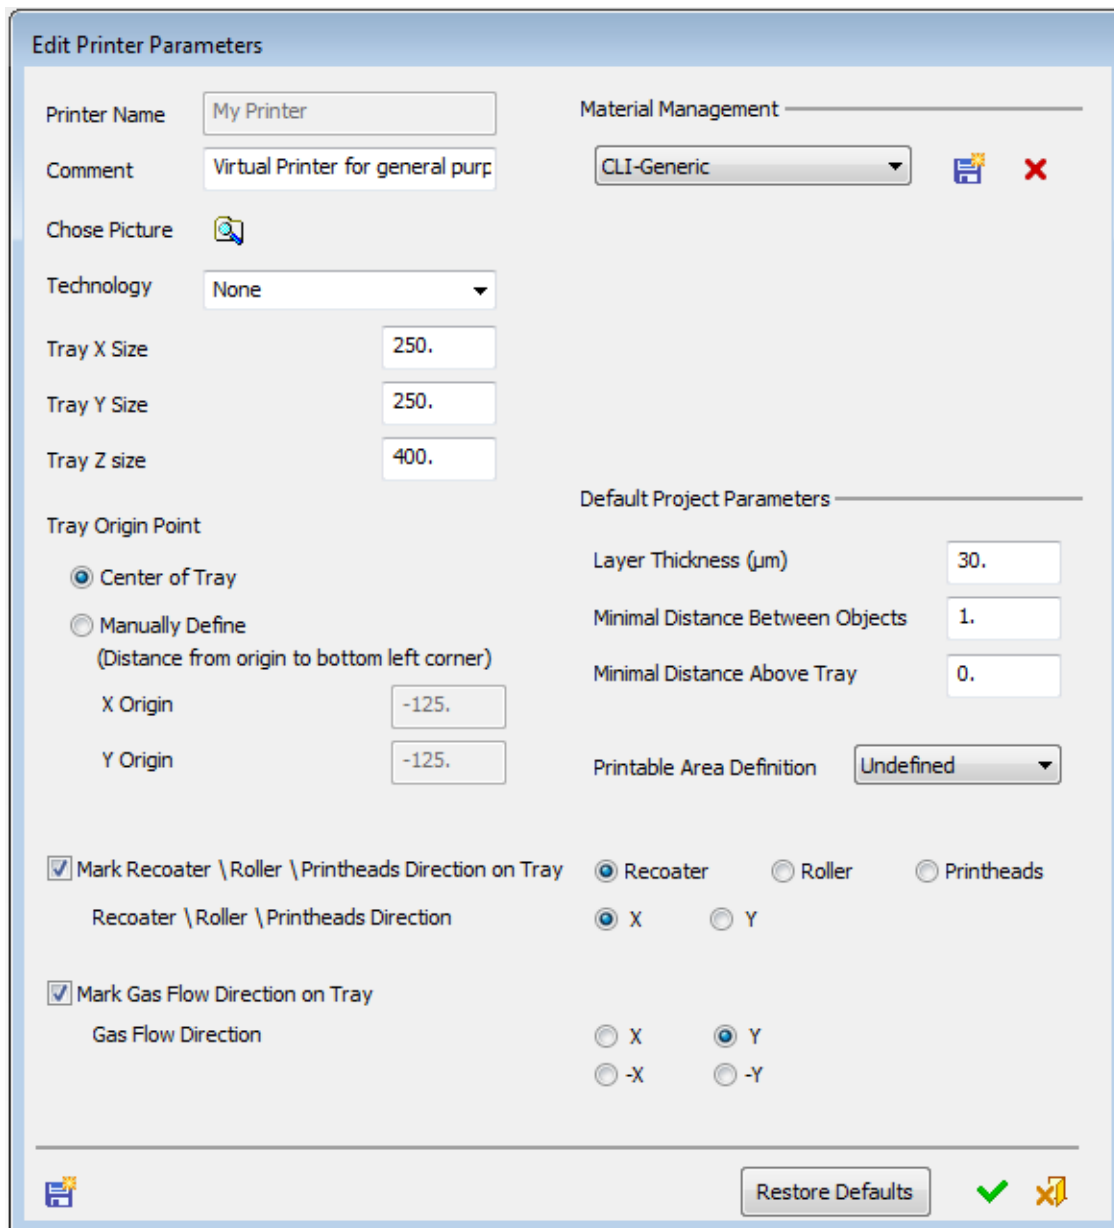 Edit Printer Parameters
Printer Name
My Printer
Comment
Virtual Printer for general purp
Chose Picture
Technology
None
Tray X Size
250.
Tray Y Size
250.
Tray Z size
400.
Tray Origin Point
Center of Tray
Manually Define
(Distance from origin to bottom left corner)
X Origin
-125.
Y Origin
-125.
Material Management
CLI-Generic
Default Project Parameters
Layer Thickness (µm)
30.
Minimal Distance Between Objects
1.
Minimal Distance Above Tray
0.
Printable Area Definition
Undefined
Mark Recoater \ Roller \ Printheads Direction on Tray
Recoater
Roller
Printheads
Recoater \ Roller \ Printheads Direction
X
Y
Mark Gas Flow Direction on Tray
Gas Flow Direction
X
Y
-X
-Y
Restore Defaults